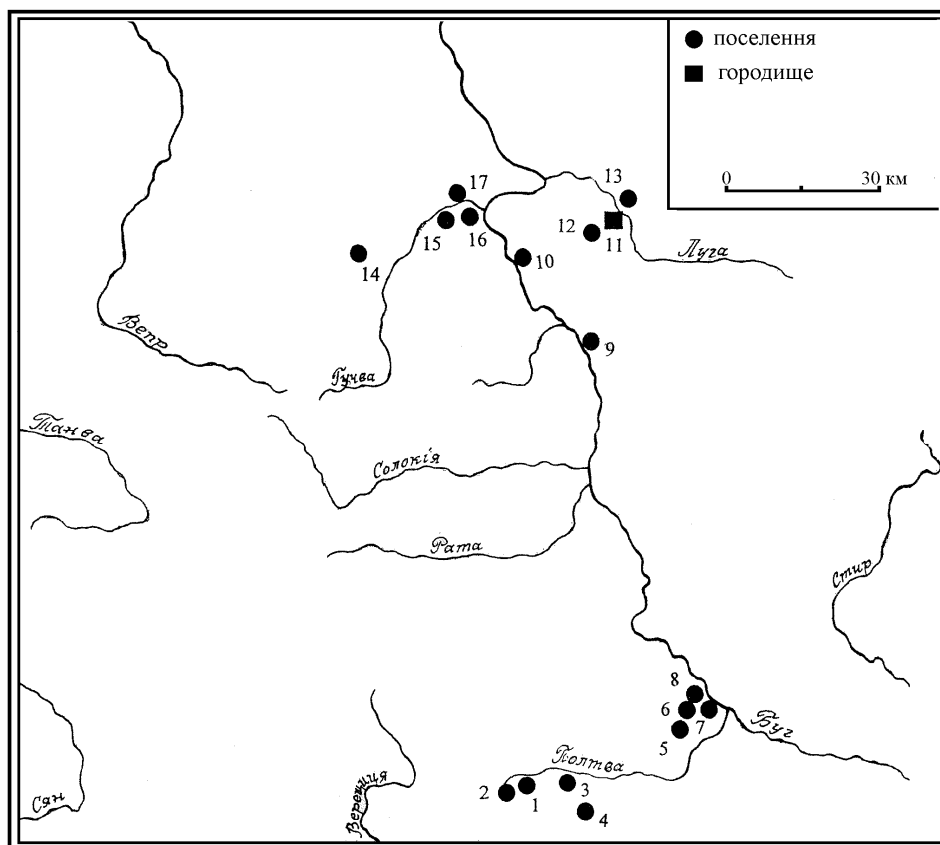 поселення
городище
0 30 км
17
13
15
16
12
11
10
14
Луга
Вепр
9
Гучва
Танва
Солокія
Рата
Стир
8
6
7
5
Буг
Полтва
2
1
3
4
Сян
Верещиця